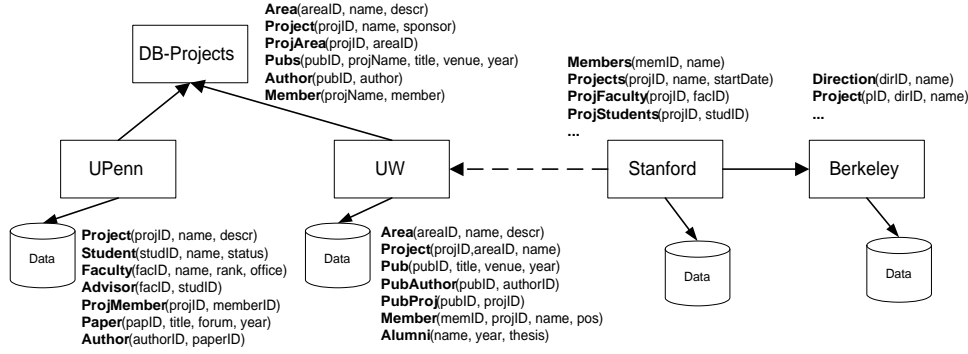 Area(areaID, name, descr)
Project(projID, name, sponsor)
ProjArea(projID, areaID)
Pubs(pubID, projName, title, venue, year)
Author(pubID, author)
Member(projName, member)
DB-Projects
Members(memID, name)
Projects(projID, name, startDate)
ProjFaculty(projID, facID)
ProjStudents(projID, studID)
...
Direction(dirID, name)
Project(pID, dirID, name)
...
UPenn
UW
Stanford
Berkeley
Data
Project(projID, name, descr)
Student(studID, name, status)
Faculty(facID, name, rank, office)
Advisor(facID, studID)
ProjMember(projID, memberID)
Paper(papID, title, forum, year)
Author(authorID, paperID)
Data
Area(areaID, name, descr)
Project(projID,areaID, name)
Pub(pubID, title, venue, year)
PubAuthor(pubID, authorID)
PubProj(pubID, projID)
Member(memID, projID, name, pos)
Alumni(name, year, thesis)
Data
Data